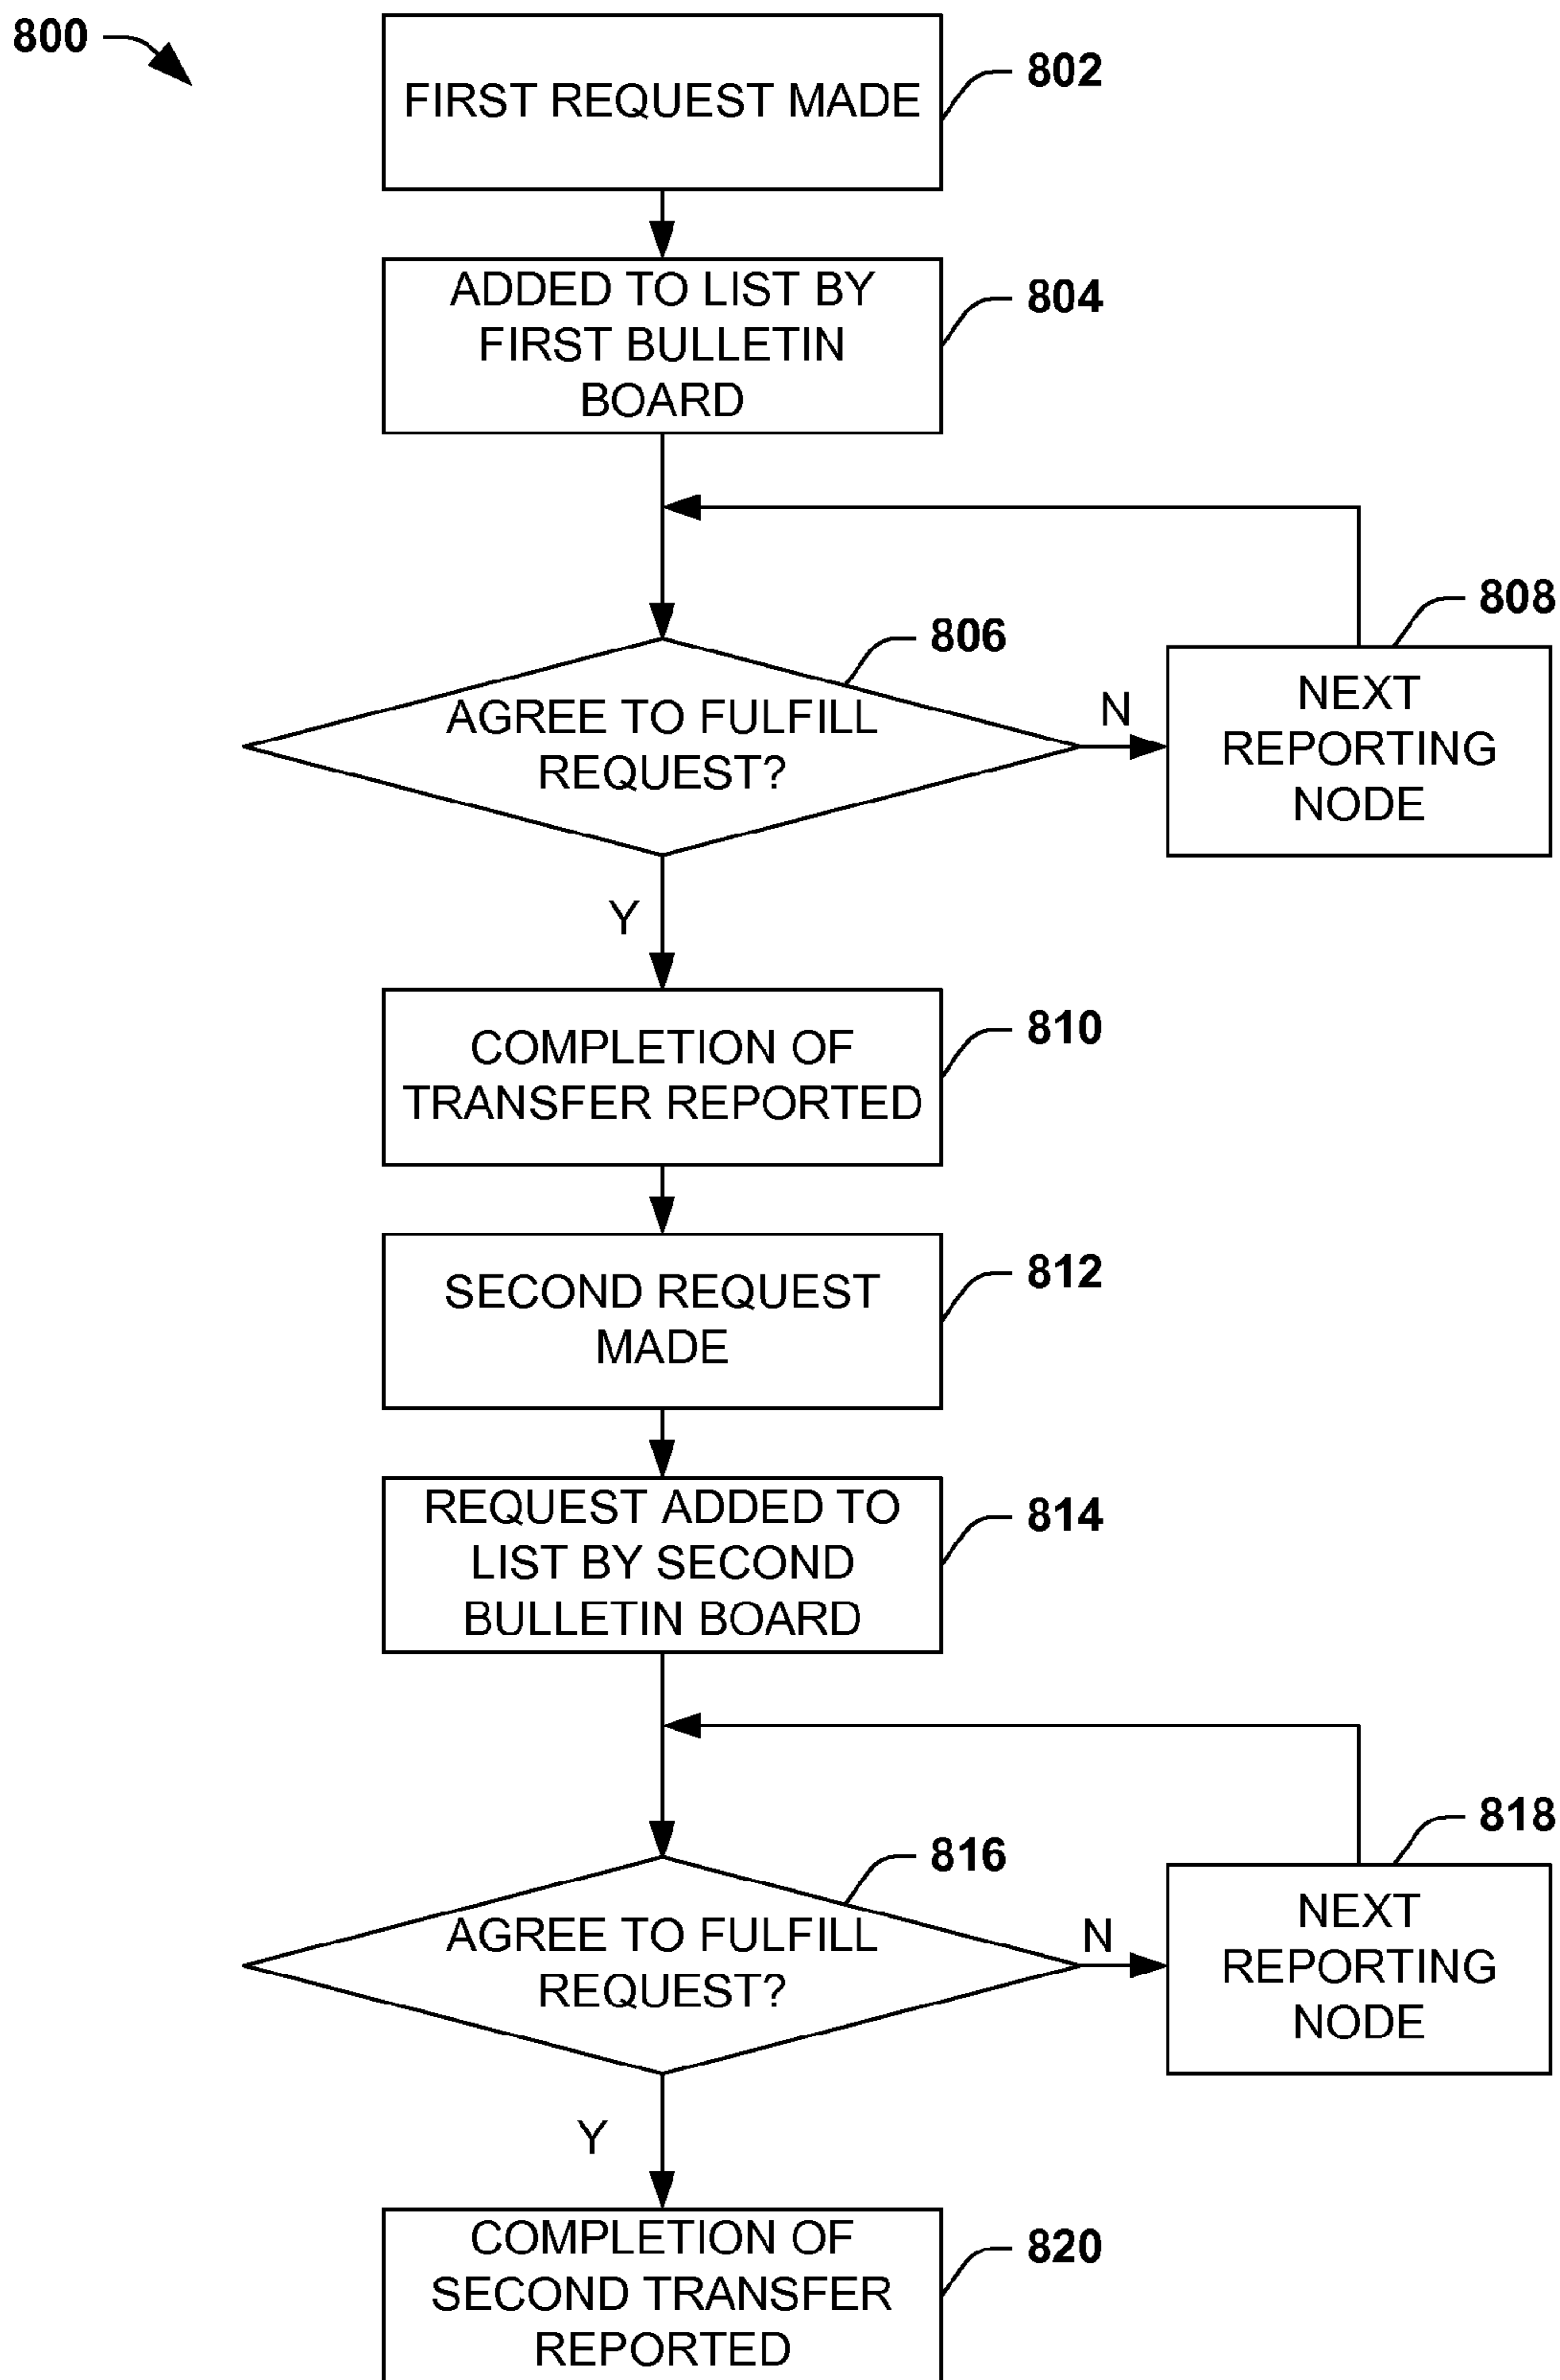 800
FIRST REQUEST MADE
802
ADDED TO LIST BY
FIRST BULLETIN
BOARD
804
806
AGREE TO FULFILL
REQUEST?
N
808
NEXT
REPORTING
NODE
Y
COMPLETION OF
TRANSFER REPORTED
810
SECOND REQUEST
MADE
812
REQUEST ADDED TO
LIST BY SECOND
BULLETIN BOARD
814
816
AGREE TO FULFILL
REQUEST?
N
818
NEXT
REPORTING
NODE
Y
COMPLETION OF
SECOND TRANSFER
REPORTED
820